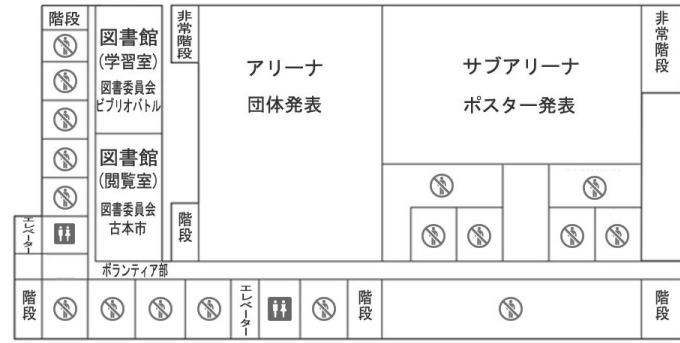 階段
図書館
(学習室)
図書委員会
ビブリオバトル
非常階段
アリーナ
団体発表
サブアリーナ
ポスター発表
非常階段
図書館
(閲覧室)
図書委員会
古本市
階段
エレベーター
ボランティア部
階段
エレベーター
階段
階段